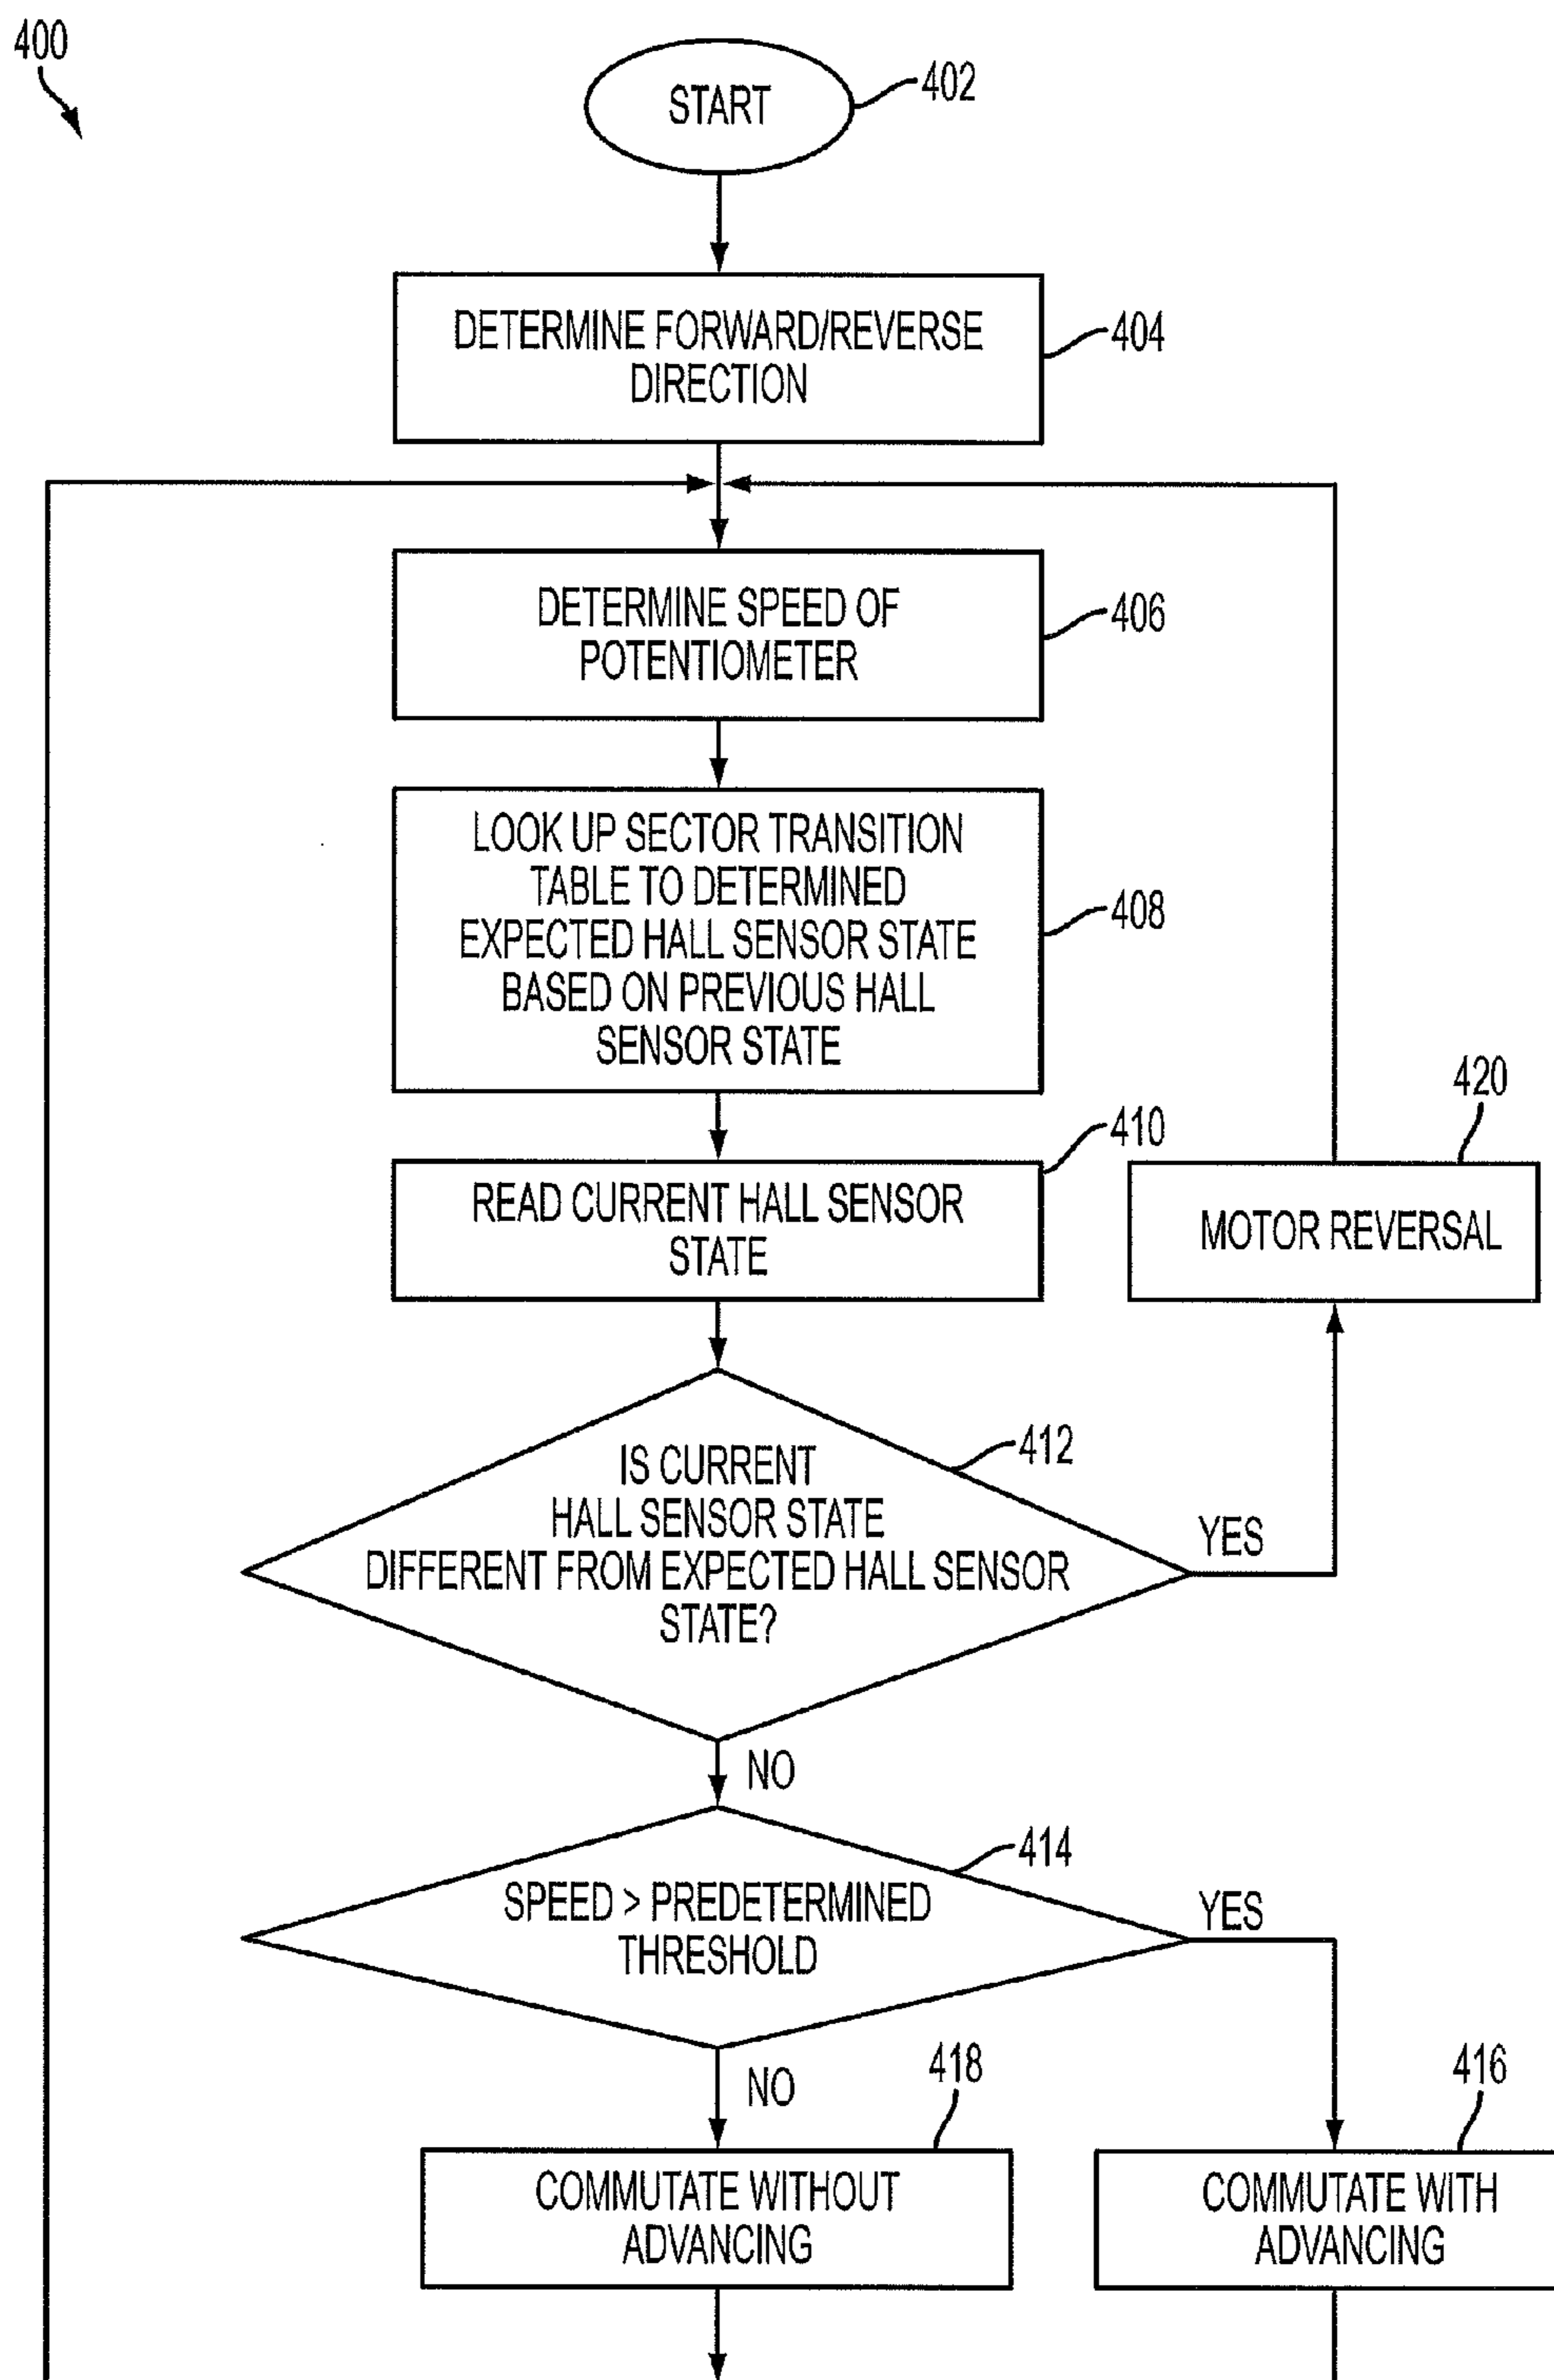 400
START
402
DETERMINE FORWARD/REVERSE
DIRECTION
404
DETERMINE SPEED OF
POTENTIOMETER
406
LOOK UP SECTOR TRANSITION
TABLE TO DETERMINED
EXPECTED HALL SENSOR STATE
BASED ON PREVIOUS HALL
SENSOR STATE
408
READ CURRENT HALL SENSOR
STATE
410
MOTOR REVERSAL
420
IS CURRENT
HALL SENSOR STATE
DIFFERENT FROM EXPECTED HALL SENSOR
STATE?
412
YES
NO
SPEED > PREDETERMINED
THRESHOLD
414
YES
NO
COMMUTATE WITHOUT
ADVANCING
418
COMMUTATE WITH
ADVANCING
416